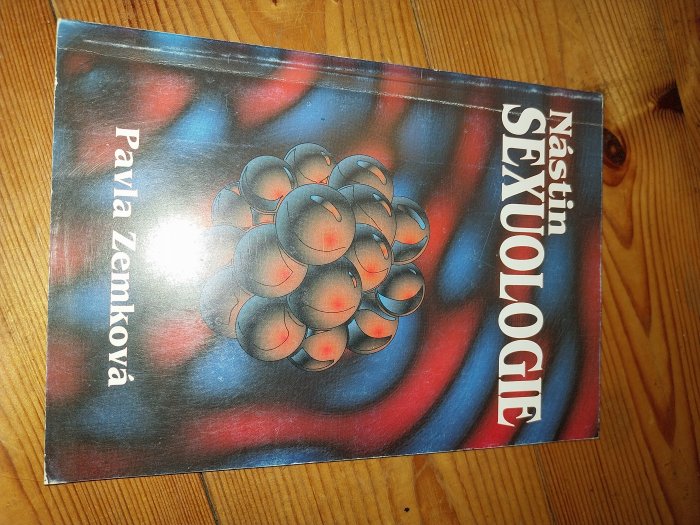 Nástin
SEXUOLOGIE
Pavla Zemková